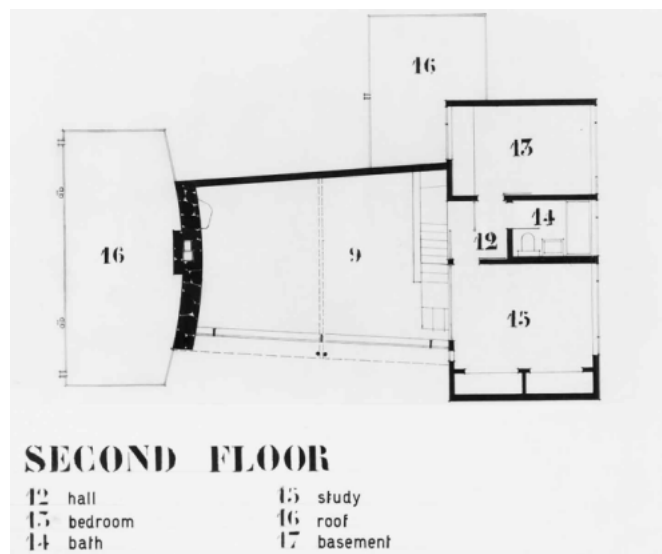 16
13
14
12
16
9
15
SECOND FLOOR
12 hall
13 bedroom
14 bath
15 study
16 roof
17 basement